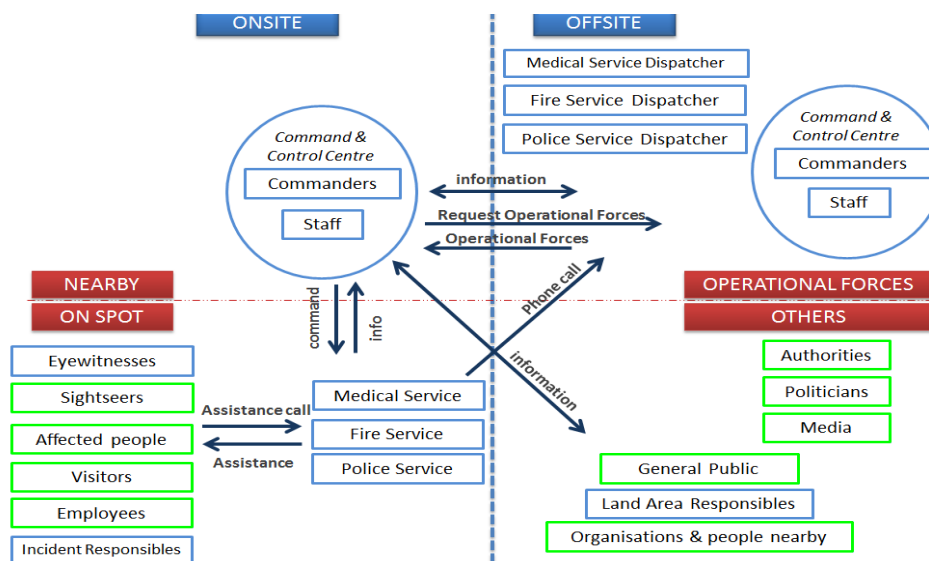 ONSITE
OFFSITE
Medical Service Dispatcher
Fire Service Dispatcher
Police Service Dispatcher
Command &
Control Centre
Commanders
Staff
Command &
Control Centre
Commanders
Staff
information
Request Operational Forces
Operational Forces
NEARBY
ON SPOT
OPERATIONAL FORCES
OTHERS
command
info
Phone call
information
Eyewitnesses
Sightseers
Affected people
Visitors
Employees
Incident Responsibles
Assistance call
Assistance
Medical Service
Fire Service
Police Service
Authorities
Politicians
Media
General Public
Land Area Responsibles
Organisations & people nearby